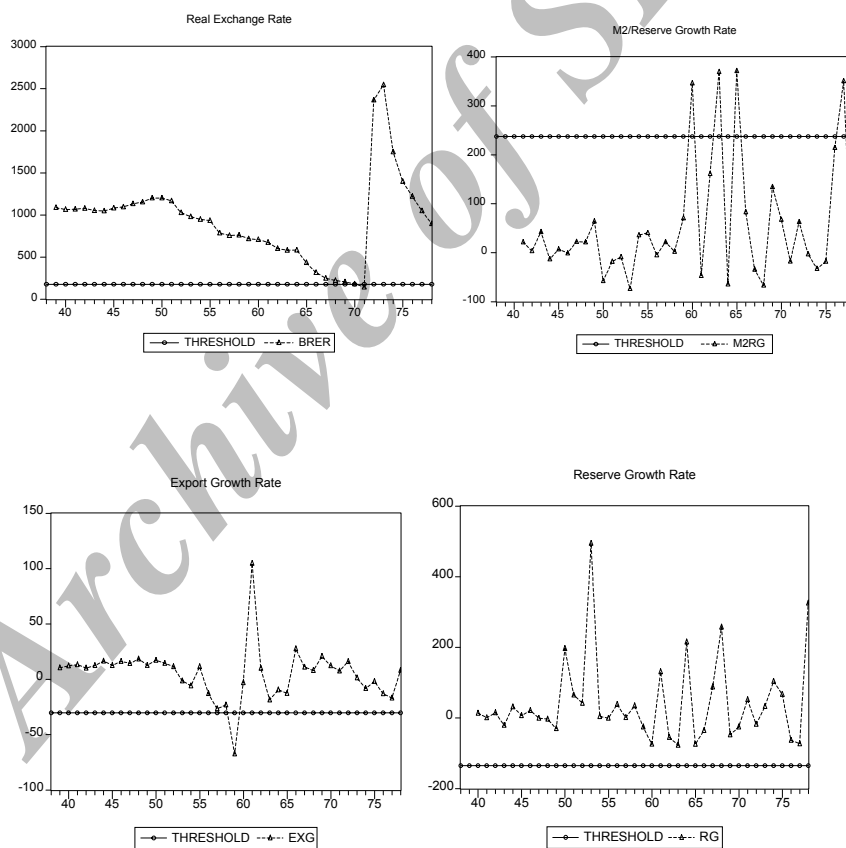 Real Exchange Rate
3000
2500
2000
1500
1000
500
0
40 45 50 55 60 65 70 75
THRESHOLD BRER
M2/Reserve Growth Rate
400
300
200
100
0
-100
40 45 50 55 60 65 70 75
THRESHOLD M2RG
Export Growth Rate
150
100
50
0
-50
-100
40 45 50 55 60 65 70 75
THRESHOLD EXG
Reserve Growth Rate
600
400
200
0
-200
40 45 50 55 60 65 70 75
THRESHOLD RG
Archive of